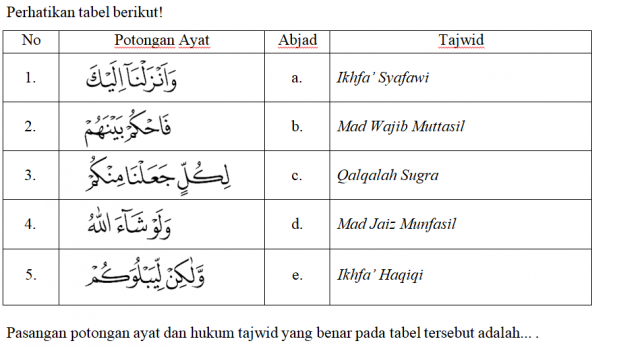 Perhatikan tabel berikut!
No Potongan Ayat Abjad Tajwid
1. وَاَنْزَلْنَآ اِلَيْكَ a. Ikhfa’ Syafawi
2. فَاحْكُمْ بَيْنَهُمْ b. Mad Wajib Muttasil
3. لِكُلٍّ جَعَلْنَا مِنْكُمْ c. Qalqalah Sugra
4. وَلَوْ شَاۤءَ اللّٰهُ d. Mad Jaiz Munfasil
5. وَّلٰكِنْ لِّيَبْلُوَكُمْ e. Ikhfa’ Haqiqi
Pasangan potongan ayat dan hukum tajwid yang benar pada tabel tersebut adalah... .